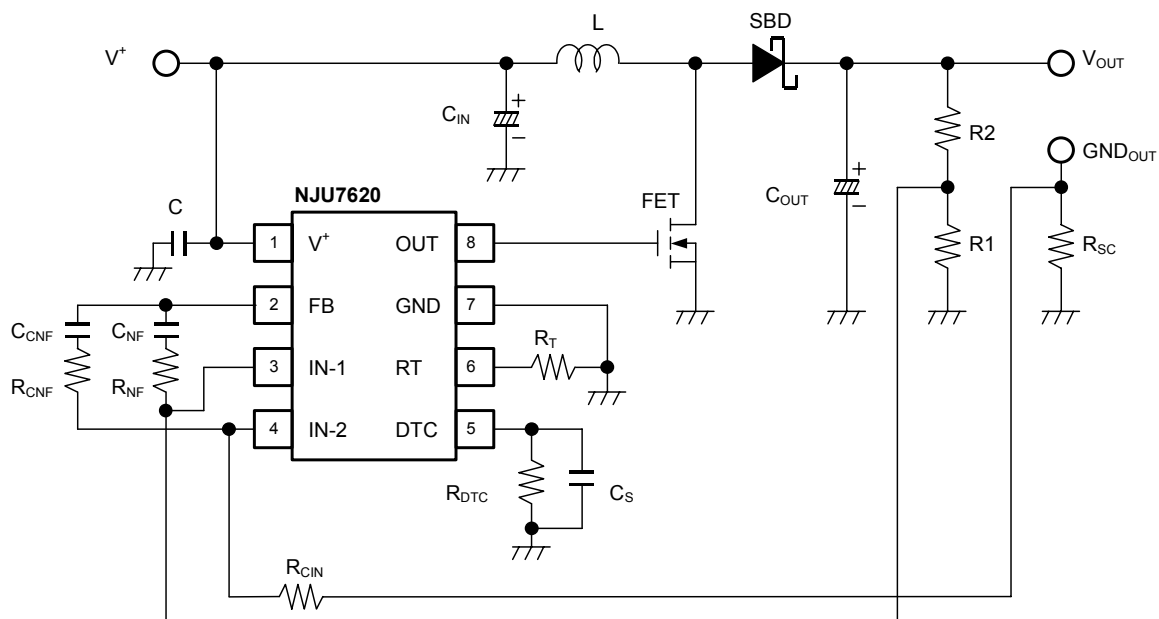 L
SBD
V+
VOUT
CIN
+
−
R2
GNDOUT
NJU7620
COUT
+
−
FET
C
1
V+
OUT
8
R1
RSC
2
FB
GND
7
CCNF
CNF
RT
3
IN-1
RT
6
RCNF
RNF
4
IN-2
DTC
5
RDTC
CS
RCIN